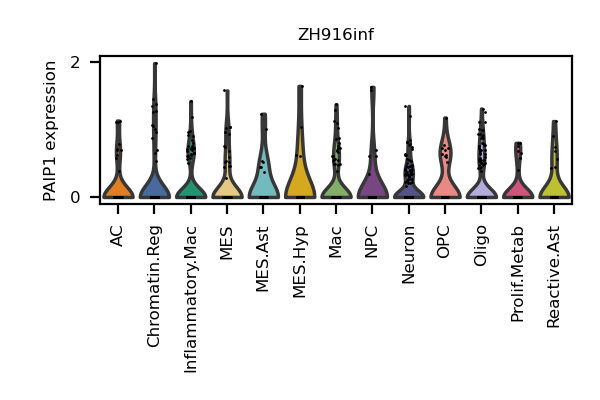 ZH916inf
PAIP1 expression
2
0
AC
Chromatin.Reg
Inflammatory.Mac
MES
MES.Ast
MES.Hyp
Mac
NPC
Neuron
OPC
Oligo
Prolif.Metab
Reactive.Ast